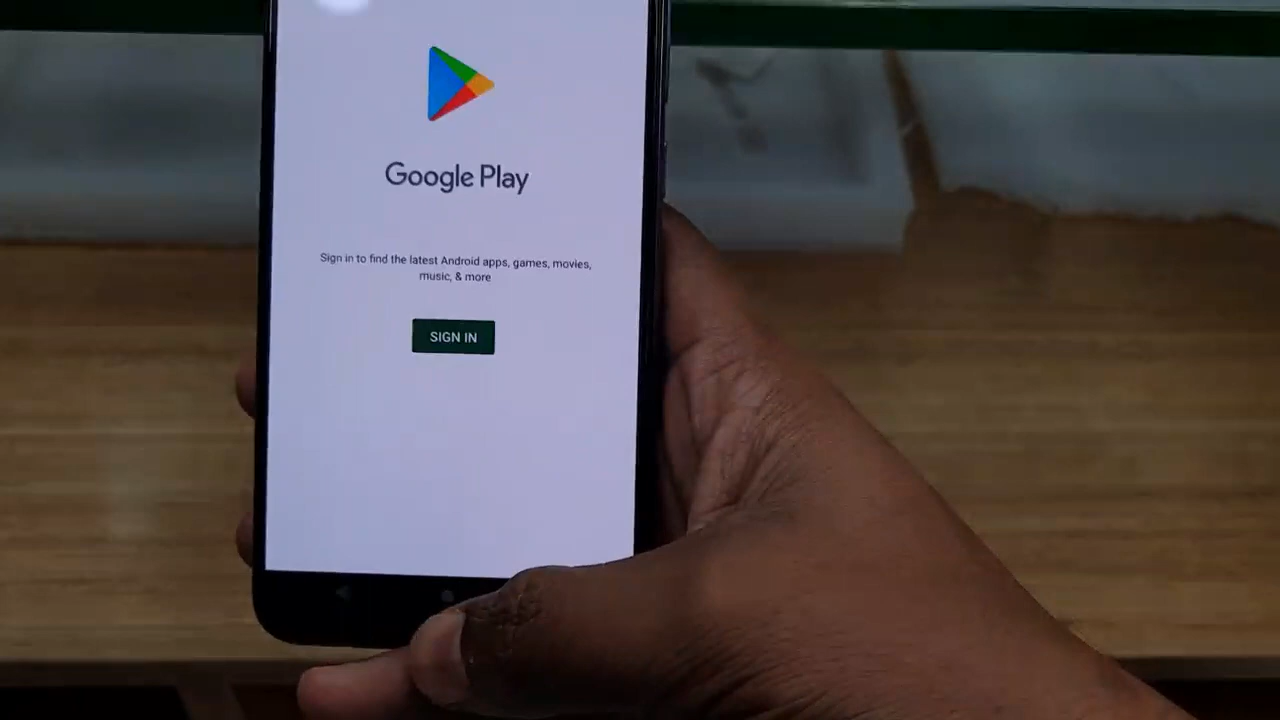 Google Play
Sign in to find the latest Android apps, games, movies,
music, & more
SIGN IN